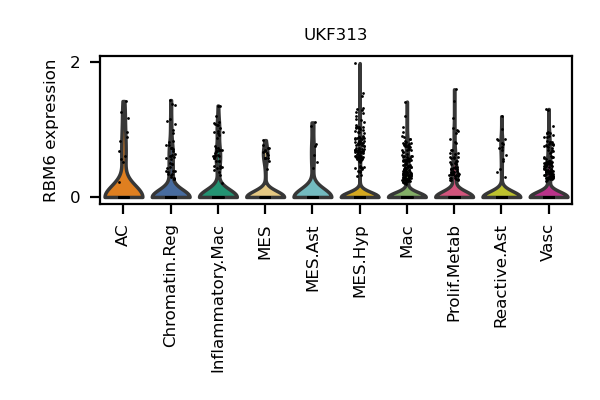 UKF313
RBM6 expression
2
0
AC
Chromatin.Reg
Inflammatory.Mac
MES
MES.Ast
MES.Hyp
Mac
Prolif.Metab
Reactive.Ast
Vasc